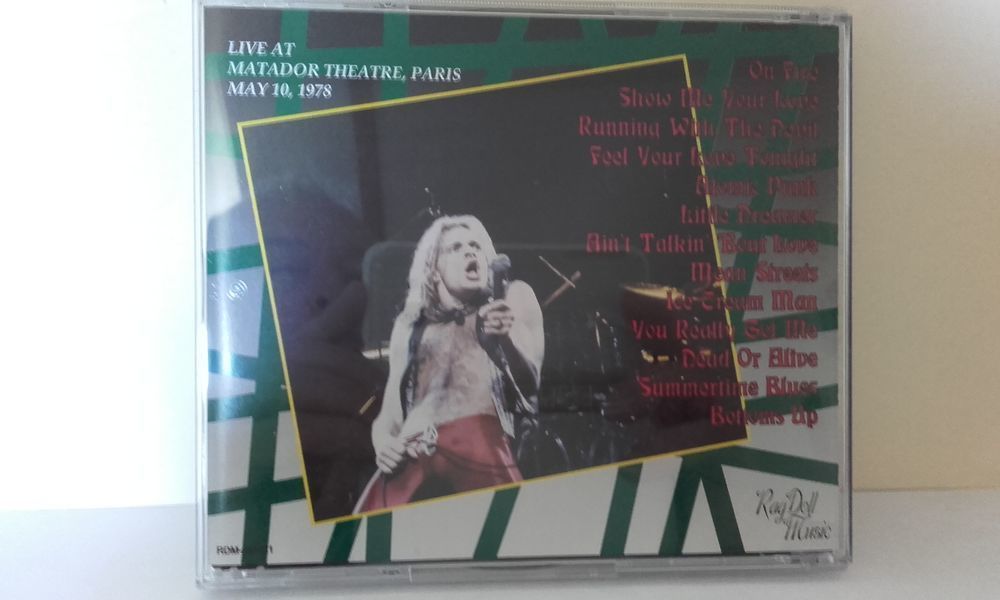 LIVE AT
MATADOR THEATRE, PARIS
MAY 10, 1978
On Fire
Show Me Your Love
Running With The Devil
Feel Your Love Tonight
Atomic Punk
Little Dreamer
Ain't Talkin' 'Bout Love
Mean Streets
Ice Cream Man
You Really Got Me
Dead Or Alive
Summertime Blues
Bottoms Up
Rag Doll
Music